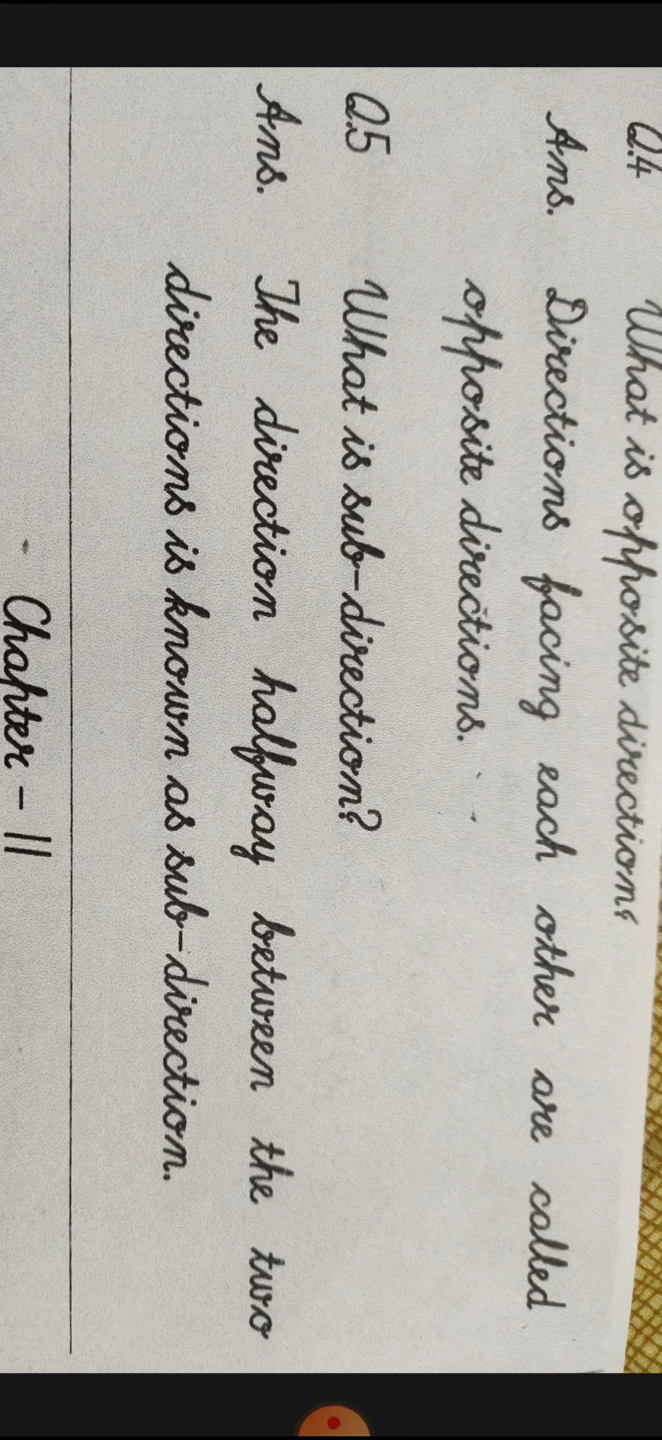 Q.4 What is opposite direction?
Ans. Directions facing each other are called
opposite directions.
Q.5 What is sub-direction?
Ans. The direction halfway between the two
directions is known as sub-direction.
Chapter - 11